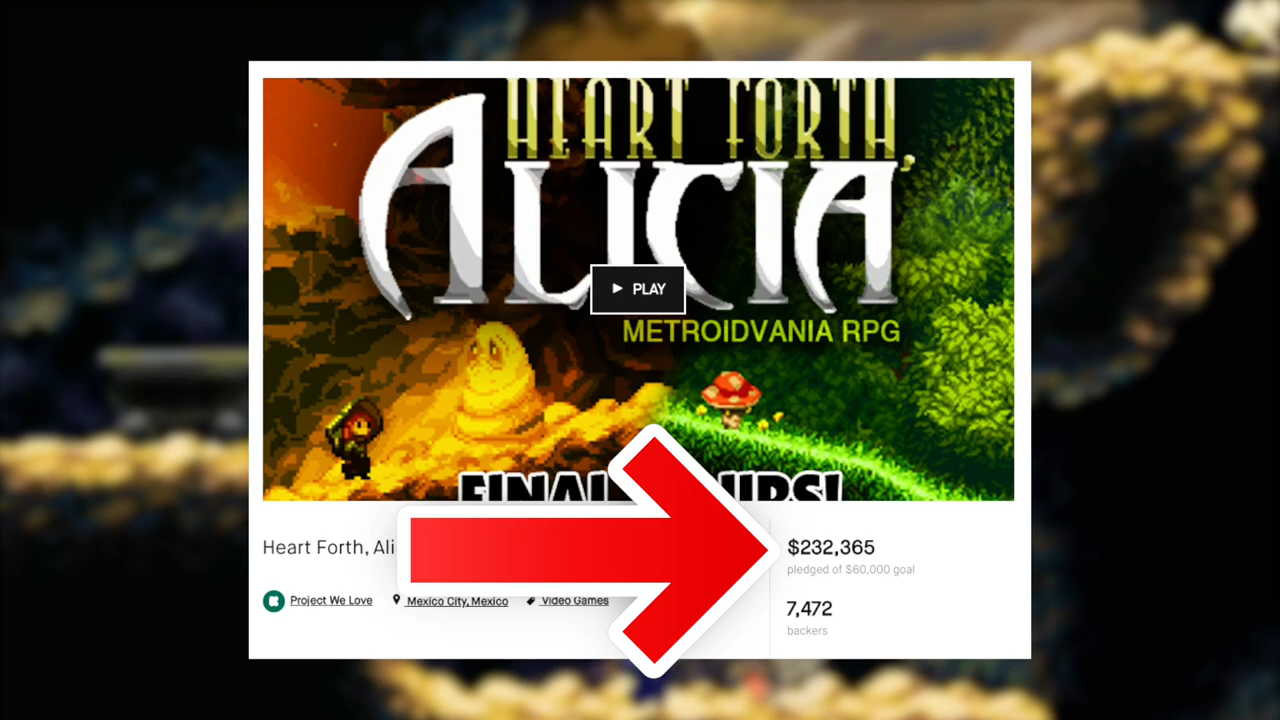 HEART FORTH,
ALICIA
PLAY
METROIDVANIA RPG
Heart Forth, Ali
$232,365
pledged of $60,000 goal
Project We Love
Mexico City, Mexico
Video Games
7,472
backers